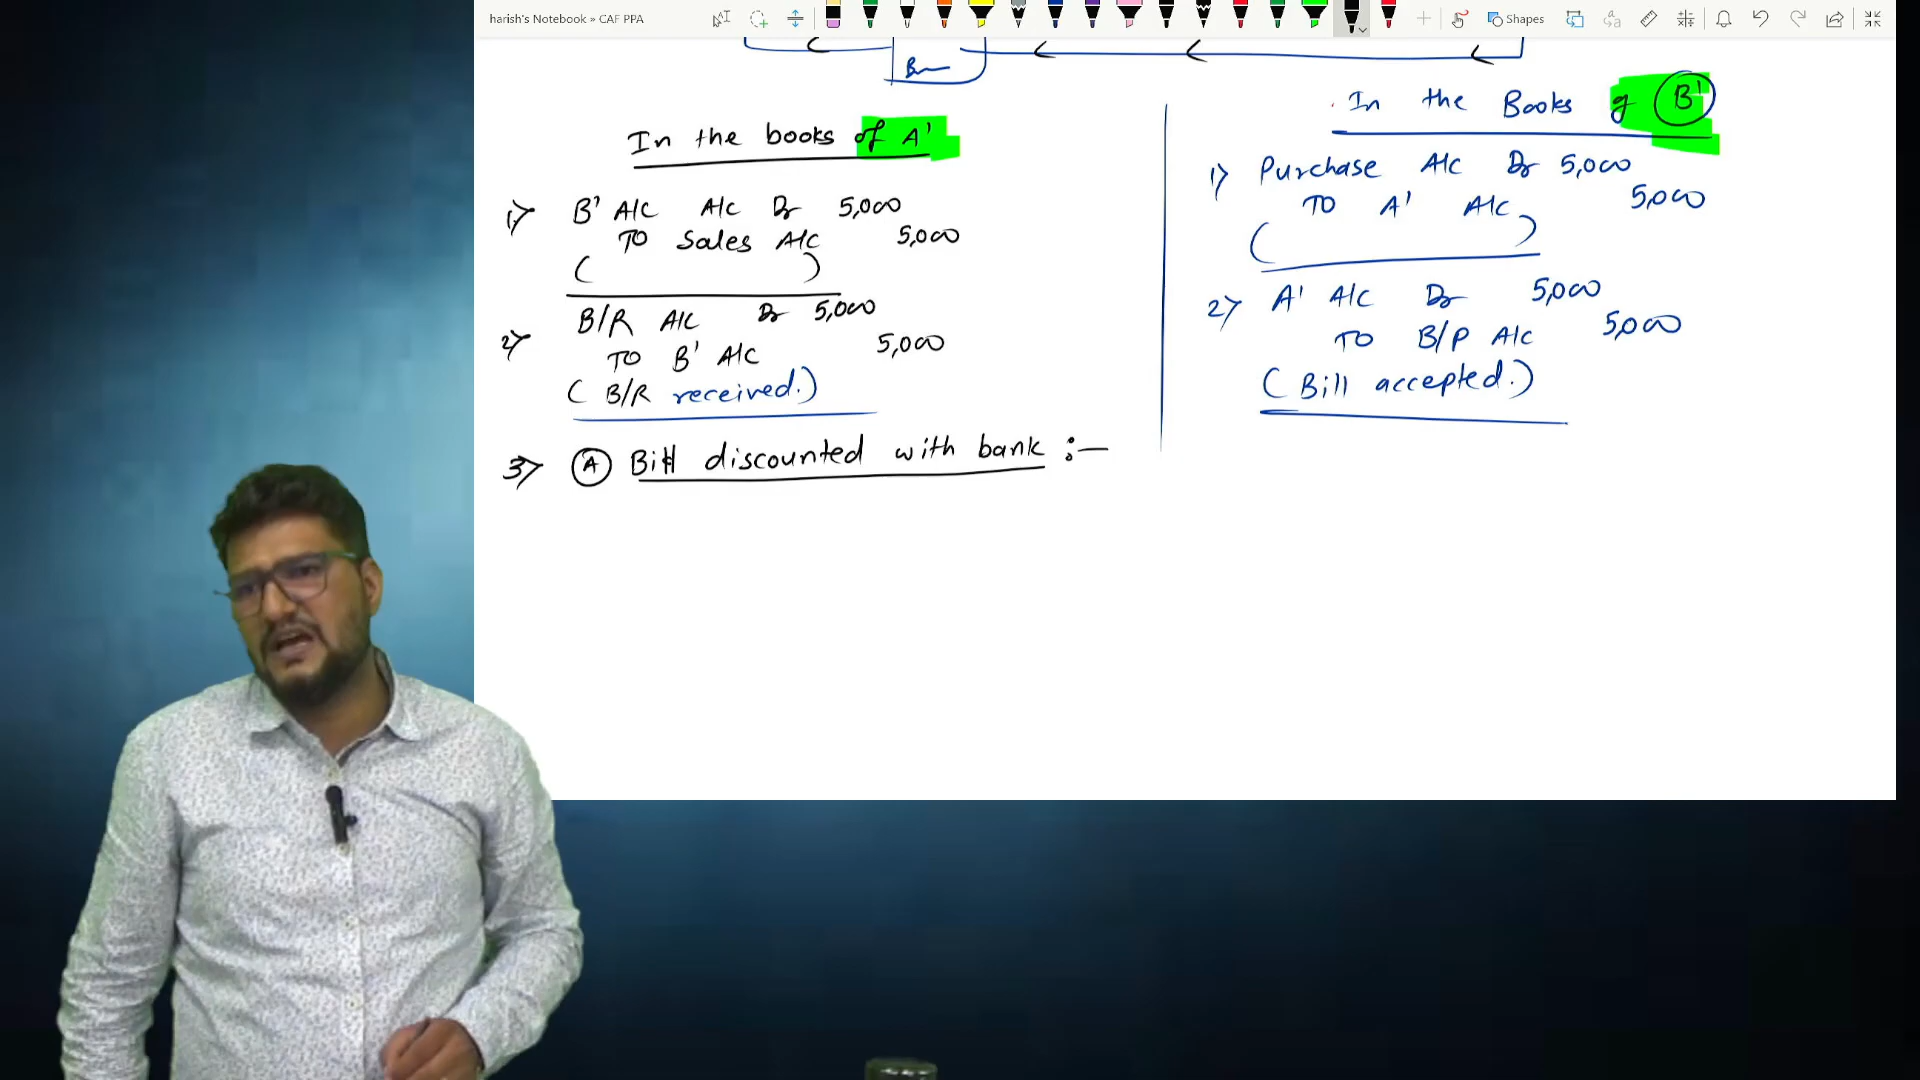 harish's Notebook » CAF PPA
Shapes
In the books of A'
1) B' A/c A/c Dr 5,000
TO Sales A/c 5,000
( )
2) B/R A/c Dr 5,000
TO B' A/c 5,000
( B/R received.)
3) A Bill discounted with bank :-
In the Books of B'
1) Purchase A/c Dr 5,000
TO A' A/c 5,000
( )
2) A' A/c Dr 5,000
TO B/P A/c 5,000
( Bill accepted.)